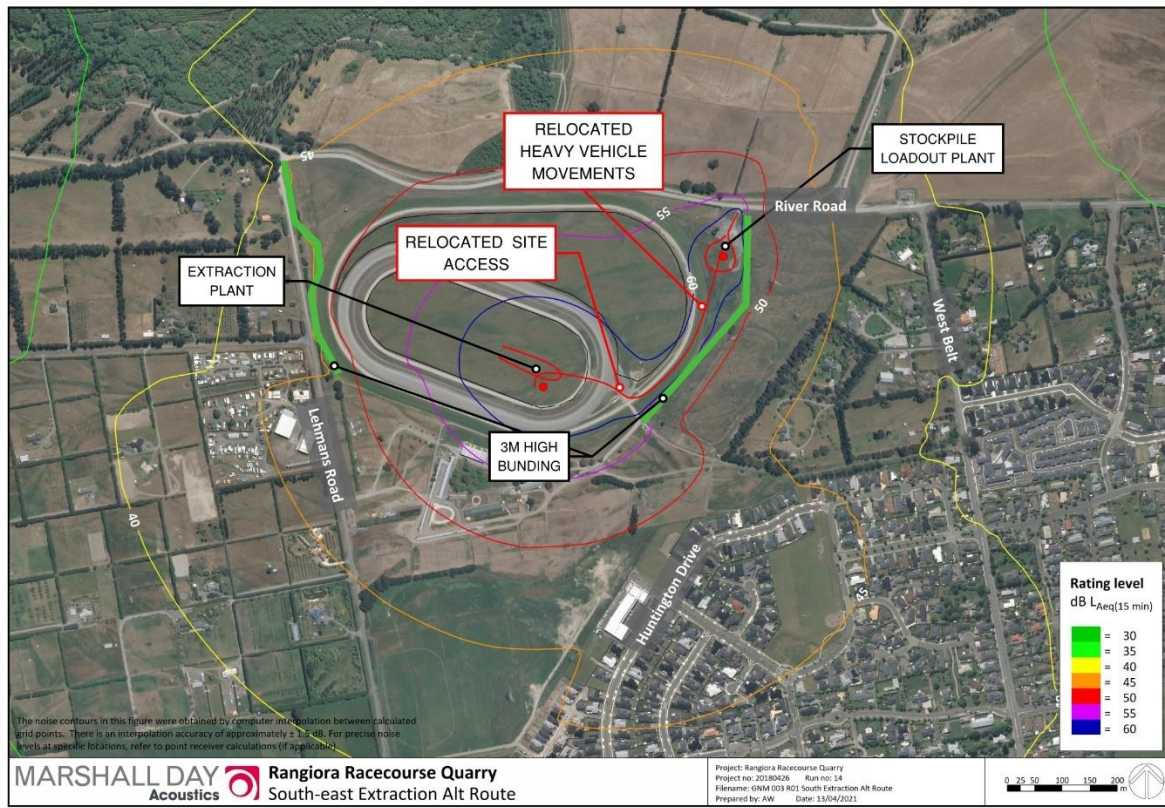 45
RELOCATED
HEAVY VEHICLE
MOVEMENTS
STOCKPILE
LOADOUT PLANT
River Road
55
RELOCATED SITE
ACCESS
EXTRACTION
PLANT
60
50
West Belt
3M HIGH
BUNDING
Lehmans Road
40
Huntington Drive
45
Rating level
dB LAeq(15 min)
= 30
= 35
= 40
= 45
= 50
= 55
= 60
The noise contours in this figure were obtained by computer interpolation between calculated
grid points. There is an interpolation accuracy of approximately ± 1.5 dB. For precise noise
levels at specific locations, refer to point receiver calculations (if applicable)
MARSHALL DAY
Acoustics
Rangiora Racecourse Quarry
South-east Extraction Alt Route
Project: Rangiora Racecourse Quarry
Project no: 20180426 Run no: 14
Filename: GNM 003 R01 South Extraction Alt Route
Prepared by: AW Date: 13/04/2021
0 25 50 100 150 200
m